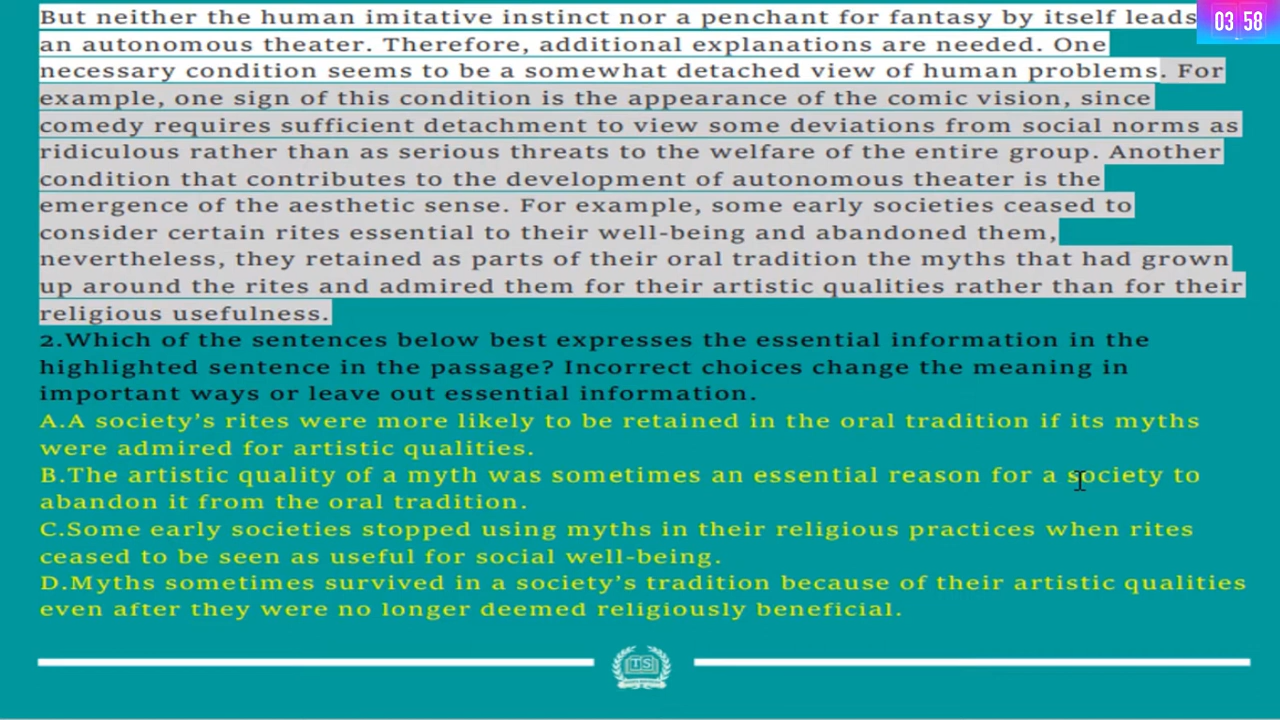 But neither the human imitative instinct nor a penchant for fantasy by itself leads
an autonomous theater. Therefore, additional explanations are needed. One
necessary condition seems to be a somewhat detached view of human problems. For
example, one sign of this condition is the appearance of the comic vision, since
comedy requires sufficient detachment to view some deviations from social norms as
ridiculous rather than as serious threats to the welfare of the entire group. Another
condition that contributes to the development of autonomous theater is the
emergence of the aesthetic sense. For example, some early societies ceased to
consider certain rites essential to their well-being and abandoned them,
nevertheless, they retained as parts of their oral tradition the myths that had grown
up around the rites and admired them for their artistic qualities rather than for their
religious usefulness.
2.Which of the sentences below best expresses the essential information in the
highlighted sentence in the passage? Incorrect choices change the meaning in
important ways or leave out essential information.
A.A society's rites were more likely to be retained in the oral tradition if its myths
were admired for artistic qualities.
B.The artistic quality of a myth was sometimes an essential reason for a society to
abandon it from the oral tradition.
C.Some early societies stopped using myths in their religious practices when rites
ceased to be seen as useful for social well-being.
D.Myths sometimes survived in a society's tradition because of their artistic qualities
even after they were no longer deemed religiously beneficial.
03 58
TS